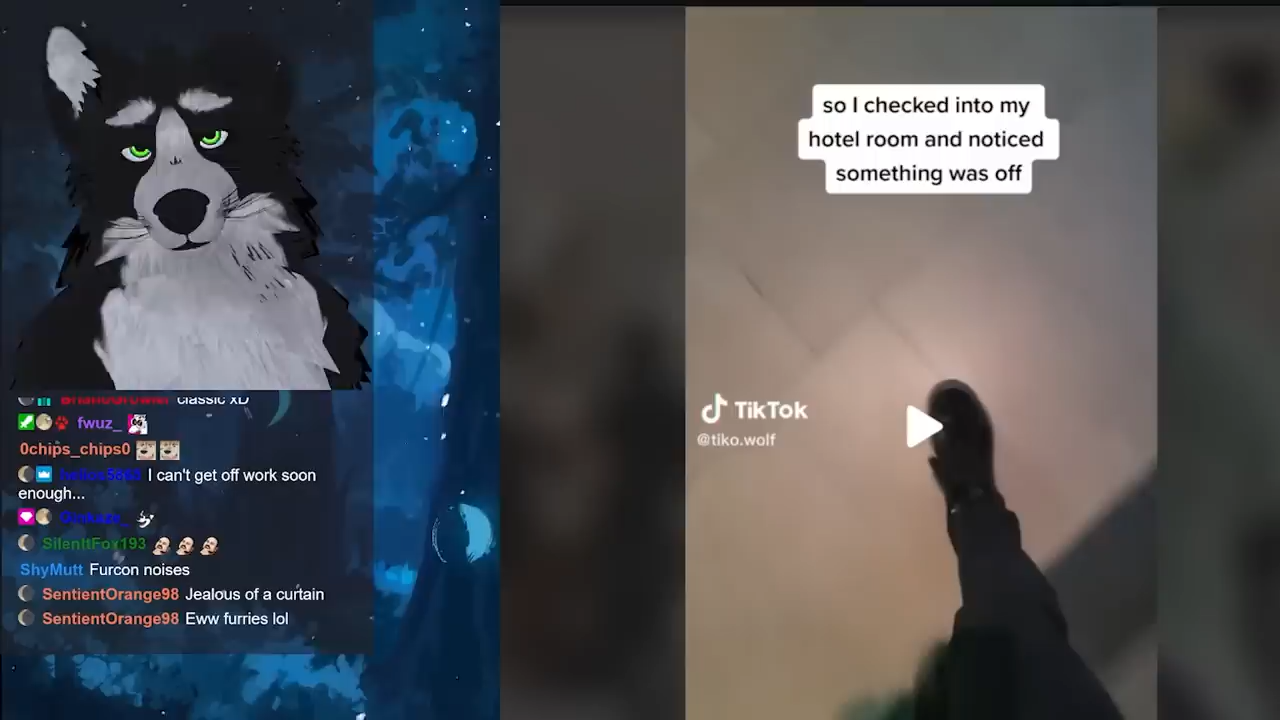 so I checked into my
hotel room and noticed
something was off
TikTok
@tiko.wolf
classic xD
fwuz_
0chips_chips0
I can't get off work soon
enough...
SilenttFox193
ShyMutt Furcon noises
SentientOrange98 Jealous of a curtain
SentientOrange98 Eww furries lol